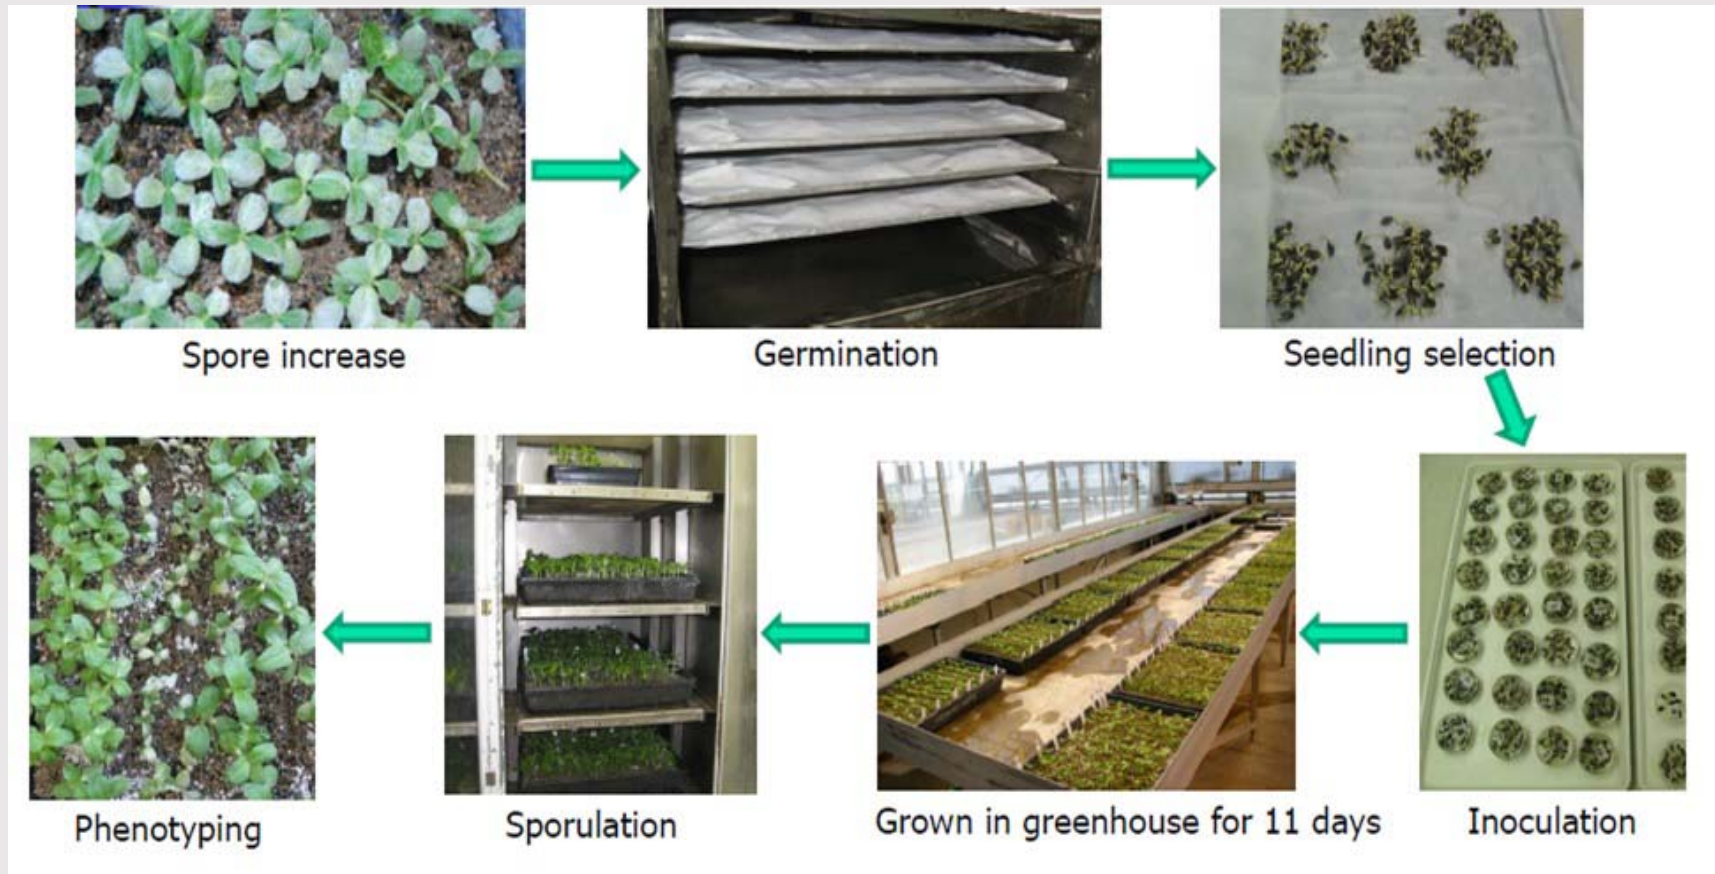 Spore increase
Germination
Seedling selection
Inoculation
Grown in greenhouse for 11 days
Sporulation
Phenotyping